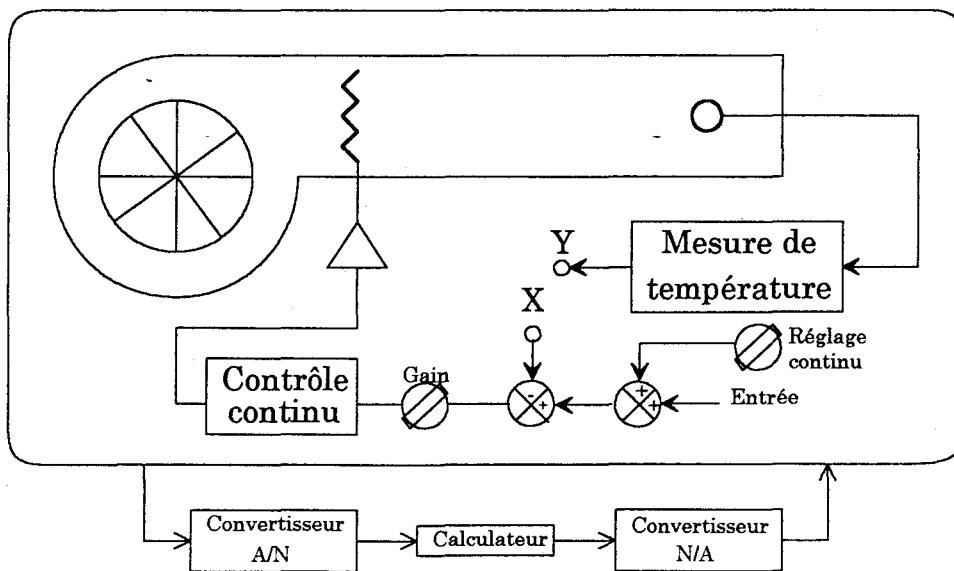 Y
Mesure de
température
X
Réglage
continu
Gain
Contrôle
continu
-
+
+
+
Entrée
Convertisseur
A/N
Calculateur
Convertisseur
N/A